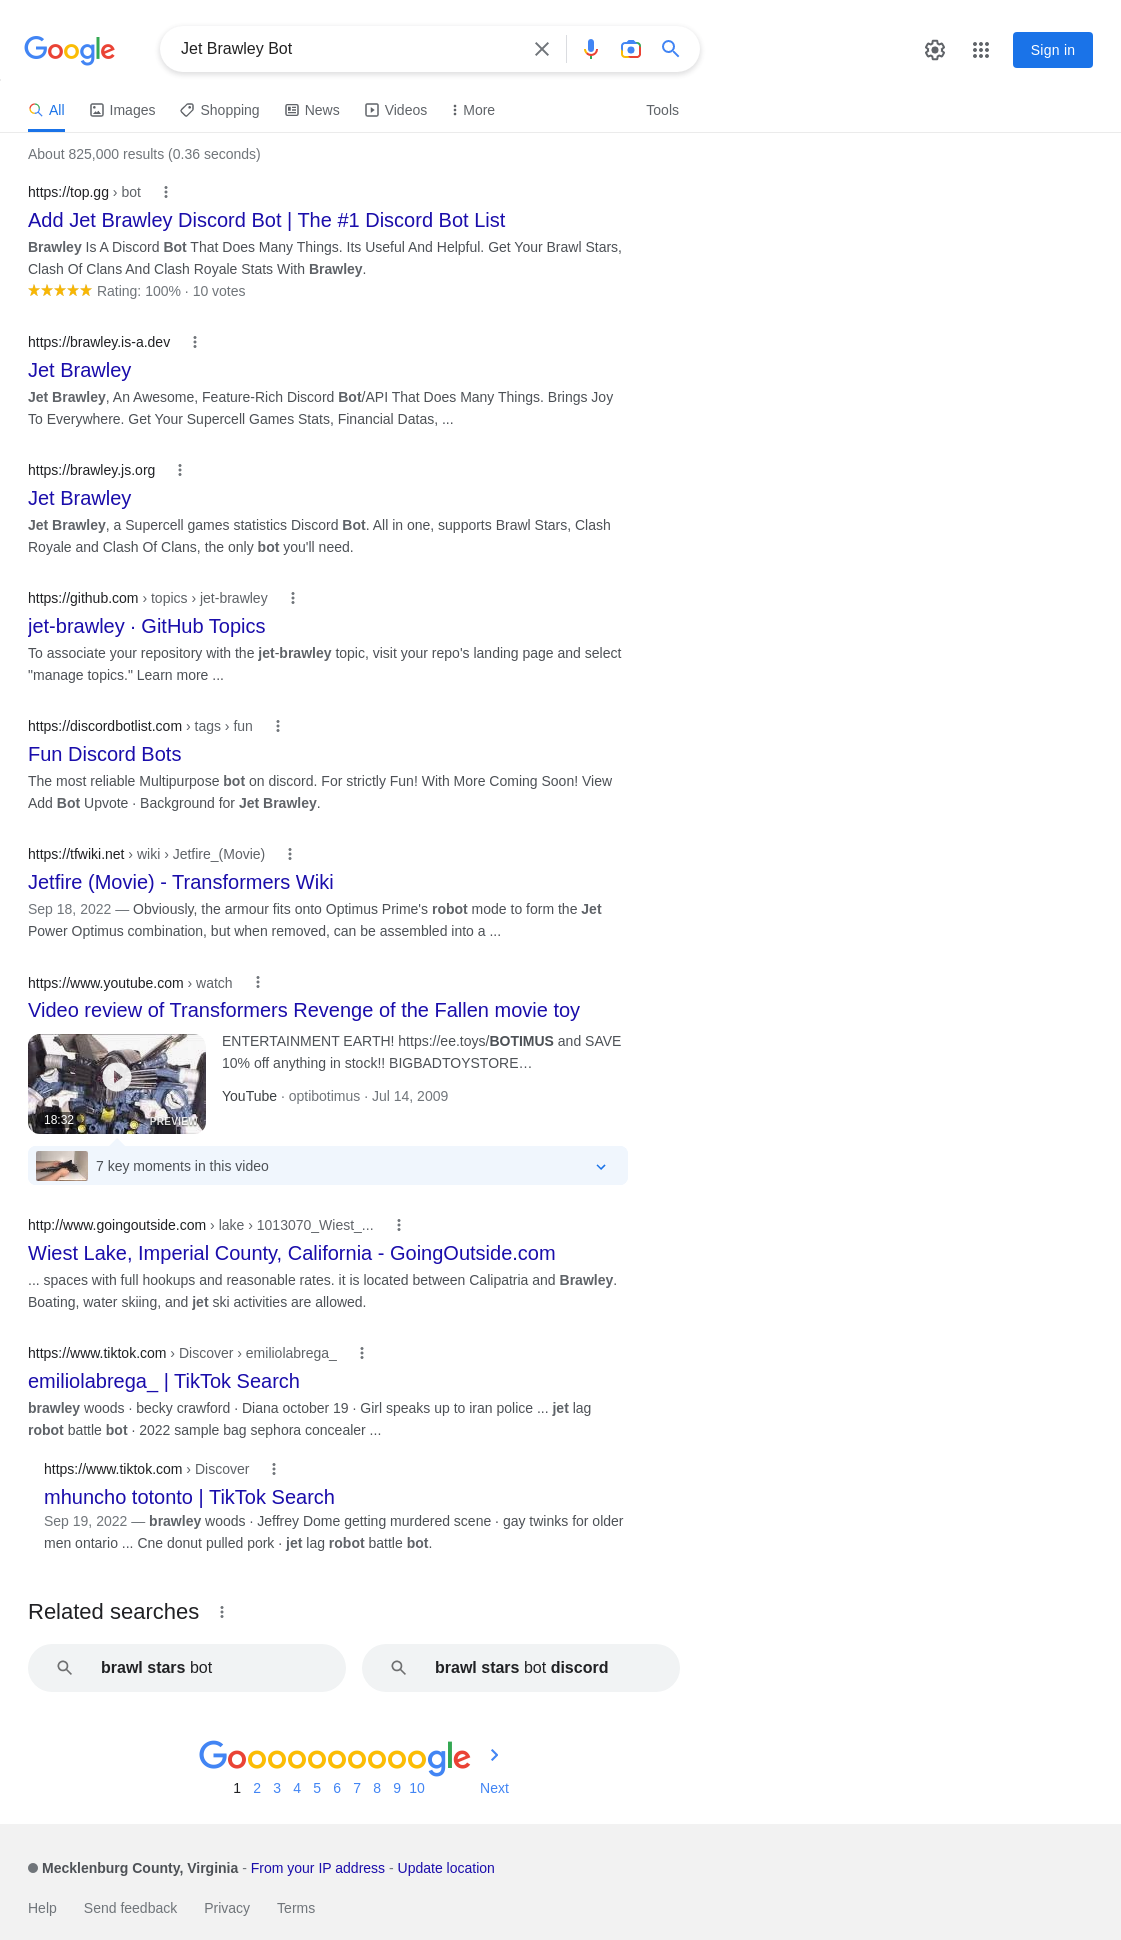 Google
Jet Brawley Bot
Sign in
All
Images
Shopping
News
Videos
More
Tools
About 825,000 results (0.36 seconds)
https://top.gg › bot
Add Jet Brawley Discord Bot | The #1 Discord Bot List
Brawley Is A Discord Bot That Does Many Things. Its Useful And Helpful. Get Your Brawl Stars,
Clash Of Clans And Clash Royale Stats With Brawley.
Rating: 100% · 10 votes
https://brawley.is-a.dev
Jet Brawley
Jet Brawley, An Awesome, Feature-Rich Discord Bot/API That Does Many Things. Brings Joy
To Everywhere. Get Your Supercell Games Stats, Financial Datas, ...
https://brawley.js.org
Jet Brawley
Jet Brawley, a Supercell games statistics Discord Bot. All in one, supports Brawl Stars, Clash
Royale and Clash Of Clans, the only bot you'll need.
https://github.com › topics › jet-brawley
jet-brawley · GitHub Topics
To associate your repository with the jet-brawley topic, visit your repo's landing page and select
"manage topics." Learn more ...
https://discordbotlist.com › tags › fun
Fun Discord Bots
The most reliable Multipurpose bot on discord. For strictly Fun! With More Coming Soon! View
Add Bot Upvote · Background for Jet Brawley.
https://tfwiki.net › wiki › Jetfire_(Movie)
Jetfire (Movie) - Transformers Wiki
Sep 18, 2022 — Obviously, the armour fits onto Optimus Prime's robot mode to form the Jet
Power Optimus combination, but when removed, can be assembled into a ...
https://www.youtube.com › watch
Video review of Transformers Revenge of the Fallen movie toy
ENTERTAINMENT EARTH! https://ee.toys/BOTIMUS and SAVE
10% off anything in stock!! BIGBADTOYSTORE…
YouTube · optibotimus · Jul 14, 2009
18:32
PREVIEW
7 key moments in this video
http://www.goingoutside.com › lake › 1013070_Wiest_...
Wiest Lake, Imperial County, California - GoingOutside.com
... spaces with full hookups and reasonable rates. it is located between Calipatria and Brawley.
Boating, water skiing, and jet ski activities are allowed.
https://www.tiktok.com › Discover › emiliolabrega_
emiliolabrega_ | TikTok Search
brawley woods · becky crawford · Diana october 19 · Girl speaks up to iran police ... jet lag
robot battle bot · 2022 sample bag sephora concealer ...
https://www.tiktok.com › Discover
mhuncho totonto | TikTok Search
Sep 19, 2022 — brawley woods · Jeffrey Dome getting murdered scene · gay twinks for older
men ontario ... Cne donut pulled pork · jet lag robot battle bot.
Related searches
brawl stars bot
brawl stars bot discord
Goooooooooogle
1 2 3 4 5 6 7 8 9 10 Next
Mecklenburg County, Virginia - From your IP address - Update location
Help Send feedback Privacy Terms